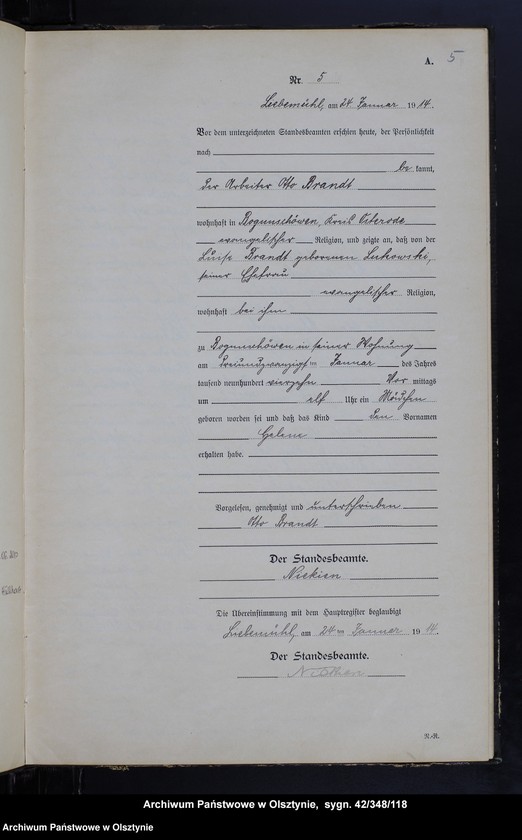 A. 5
Nr. 5
Liebemühl, am 24. Januar 1914.
Vor dem unterzeichneten Standesbeamten erschien heute, der Persönlichkeit
nach
bekannt,
der Arbeiter Otto Brandt
wohnhaft in Bogunschöwen, Kreis Osterode
evangelischer Religion, und zeigte an, daß von der
Luise Brandt geborenen Lukowski,
seiner Ehefrau
evangelischer Religion,
wohnhaft bei ihm
zu Bogunschöwen in seiner Wohnung
am dreiundzwanzigsten Januar des Jahres
tausend neunhundert vierzehn Vor mittags
um elf Uhr ein Mädchen
geboren worden sei und daß das Kind den Vornamen
Helene
erhalten habe.
Vorgelesen, genehmigt und unterschrieben
Otto Brandt
Der Standesbeamte.
Die Übereinstimmung mit dem Hauptregister beglaubigt
Liebemühl, am 24ten Januar 1914.
Der Standesbeamte.
N.-R.
Archiwum Państwowe w Olsztynie, sygn. 42/348/118
Archiwum Państwowe w Olsztynie